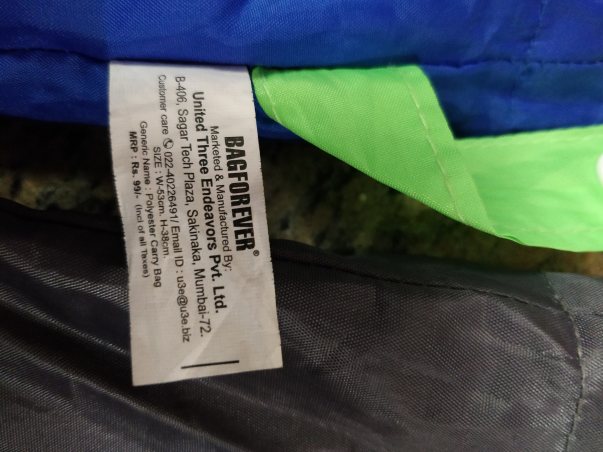 BAGFOREVER®
Marketed & Manufactured By:
United Three Endeavors Pvt. Ltd.
B-406, Sagar Tech Plaza, Sakinaka, Mumbai-72.
Customer care 022-40226491/ Email ID : u3e@u3e.biz
SIZE : W-53cm. H-38cm.
Generic Name : Polyester Carry Bag
MRP : Rs. 99/- (Incl of all Taxes)